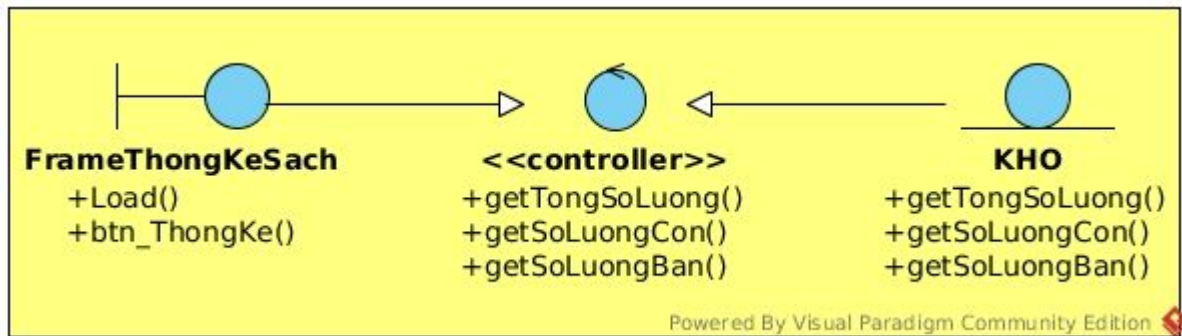 FrameThongKeSach
+Load()
+btn_ThongKe()
<<controller>>
+getTongSoLuong()
+getSoLuongCon()
+getSoLuongBan()
KHO
+getTongSoLuong()
+getSoLuongCon()
+getSoLuongBan()
Powered By Visual Paradigm Community Edition